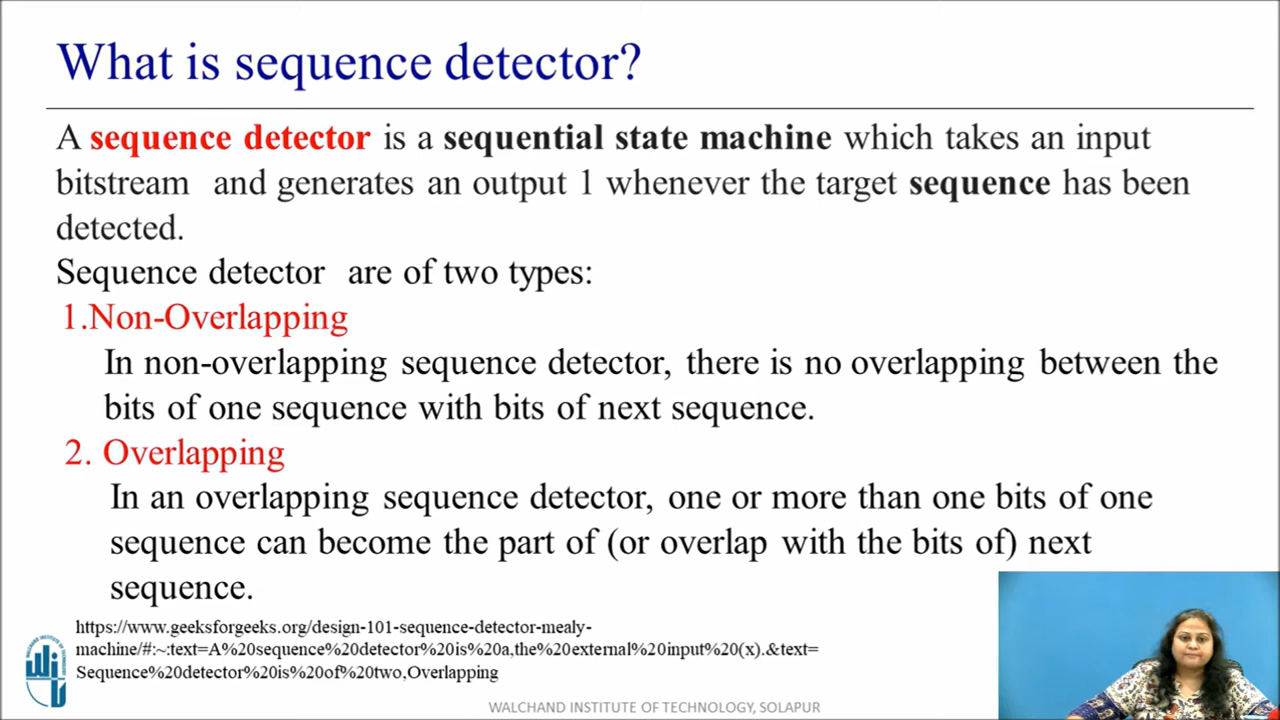 What is sequence detector?
A sequence detector is a sequential state machine which takes an input
bitstream and generates an output 1 whenever the target sequence has been
detected.
Sequence detector are of two types:
1.Non-Overlapping
In non-overlapping sequence detector, there is no overlapping between the
bits of one sequence with bits of next sequence.
2. Overlapping
In an overlapping sequence detector, one or more than one bits of one
sequence can become the part of (or overlap with the bits of) next
sequence.
https://www.geeksforgeeks.org/design-101-sequence-detector-mealy-
machine/#:~:text=A%20sequence%20detector%20is%20a,the%20external%20input%20(x).&text=
Sequence%20detector%20is%20of%20two,Overlapping
WALCHAND INSTITUTE OF TECHNOLOGY, SOLAPUR